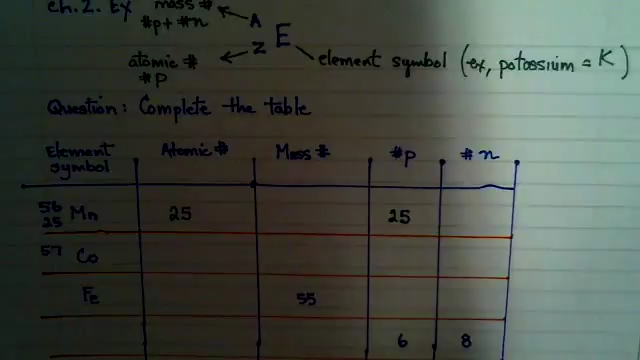 Ch.2. Ex mass #
#p + #n A
Z E
atomic # element symbol (ex, potassium = K)
#p
Question: Complete the table
Element symbol Atomic # Mass # #p #n
56 25 Mn 25 25
57 Co
Fe 55
6 8